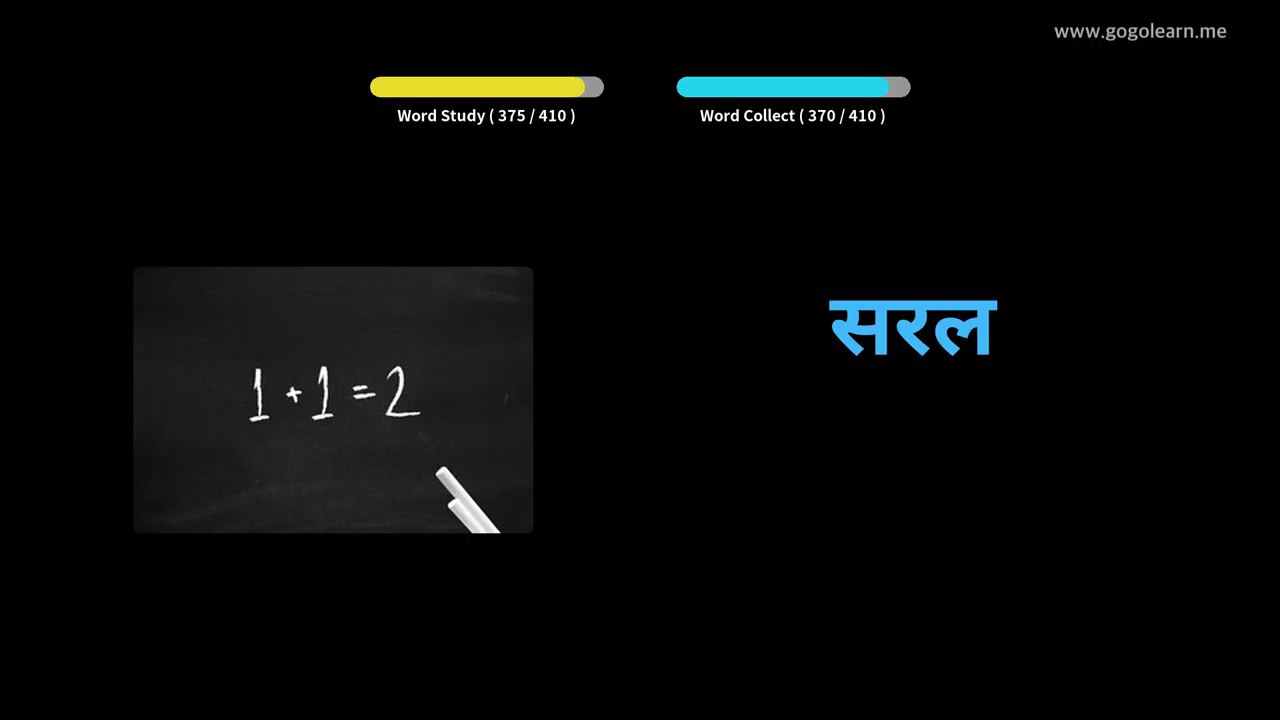 www.gogolearn.me
Word Study ( 375 / 410 )
Word Collect ( 370 / 410 )
1 + 1 = 2
सरल